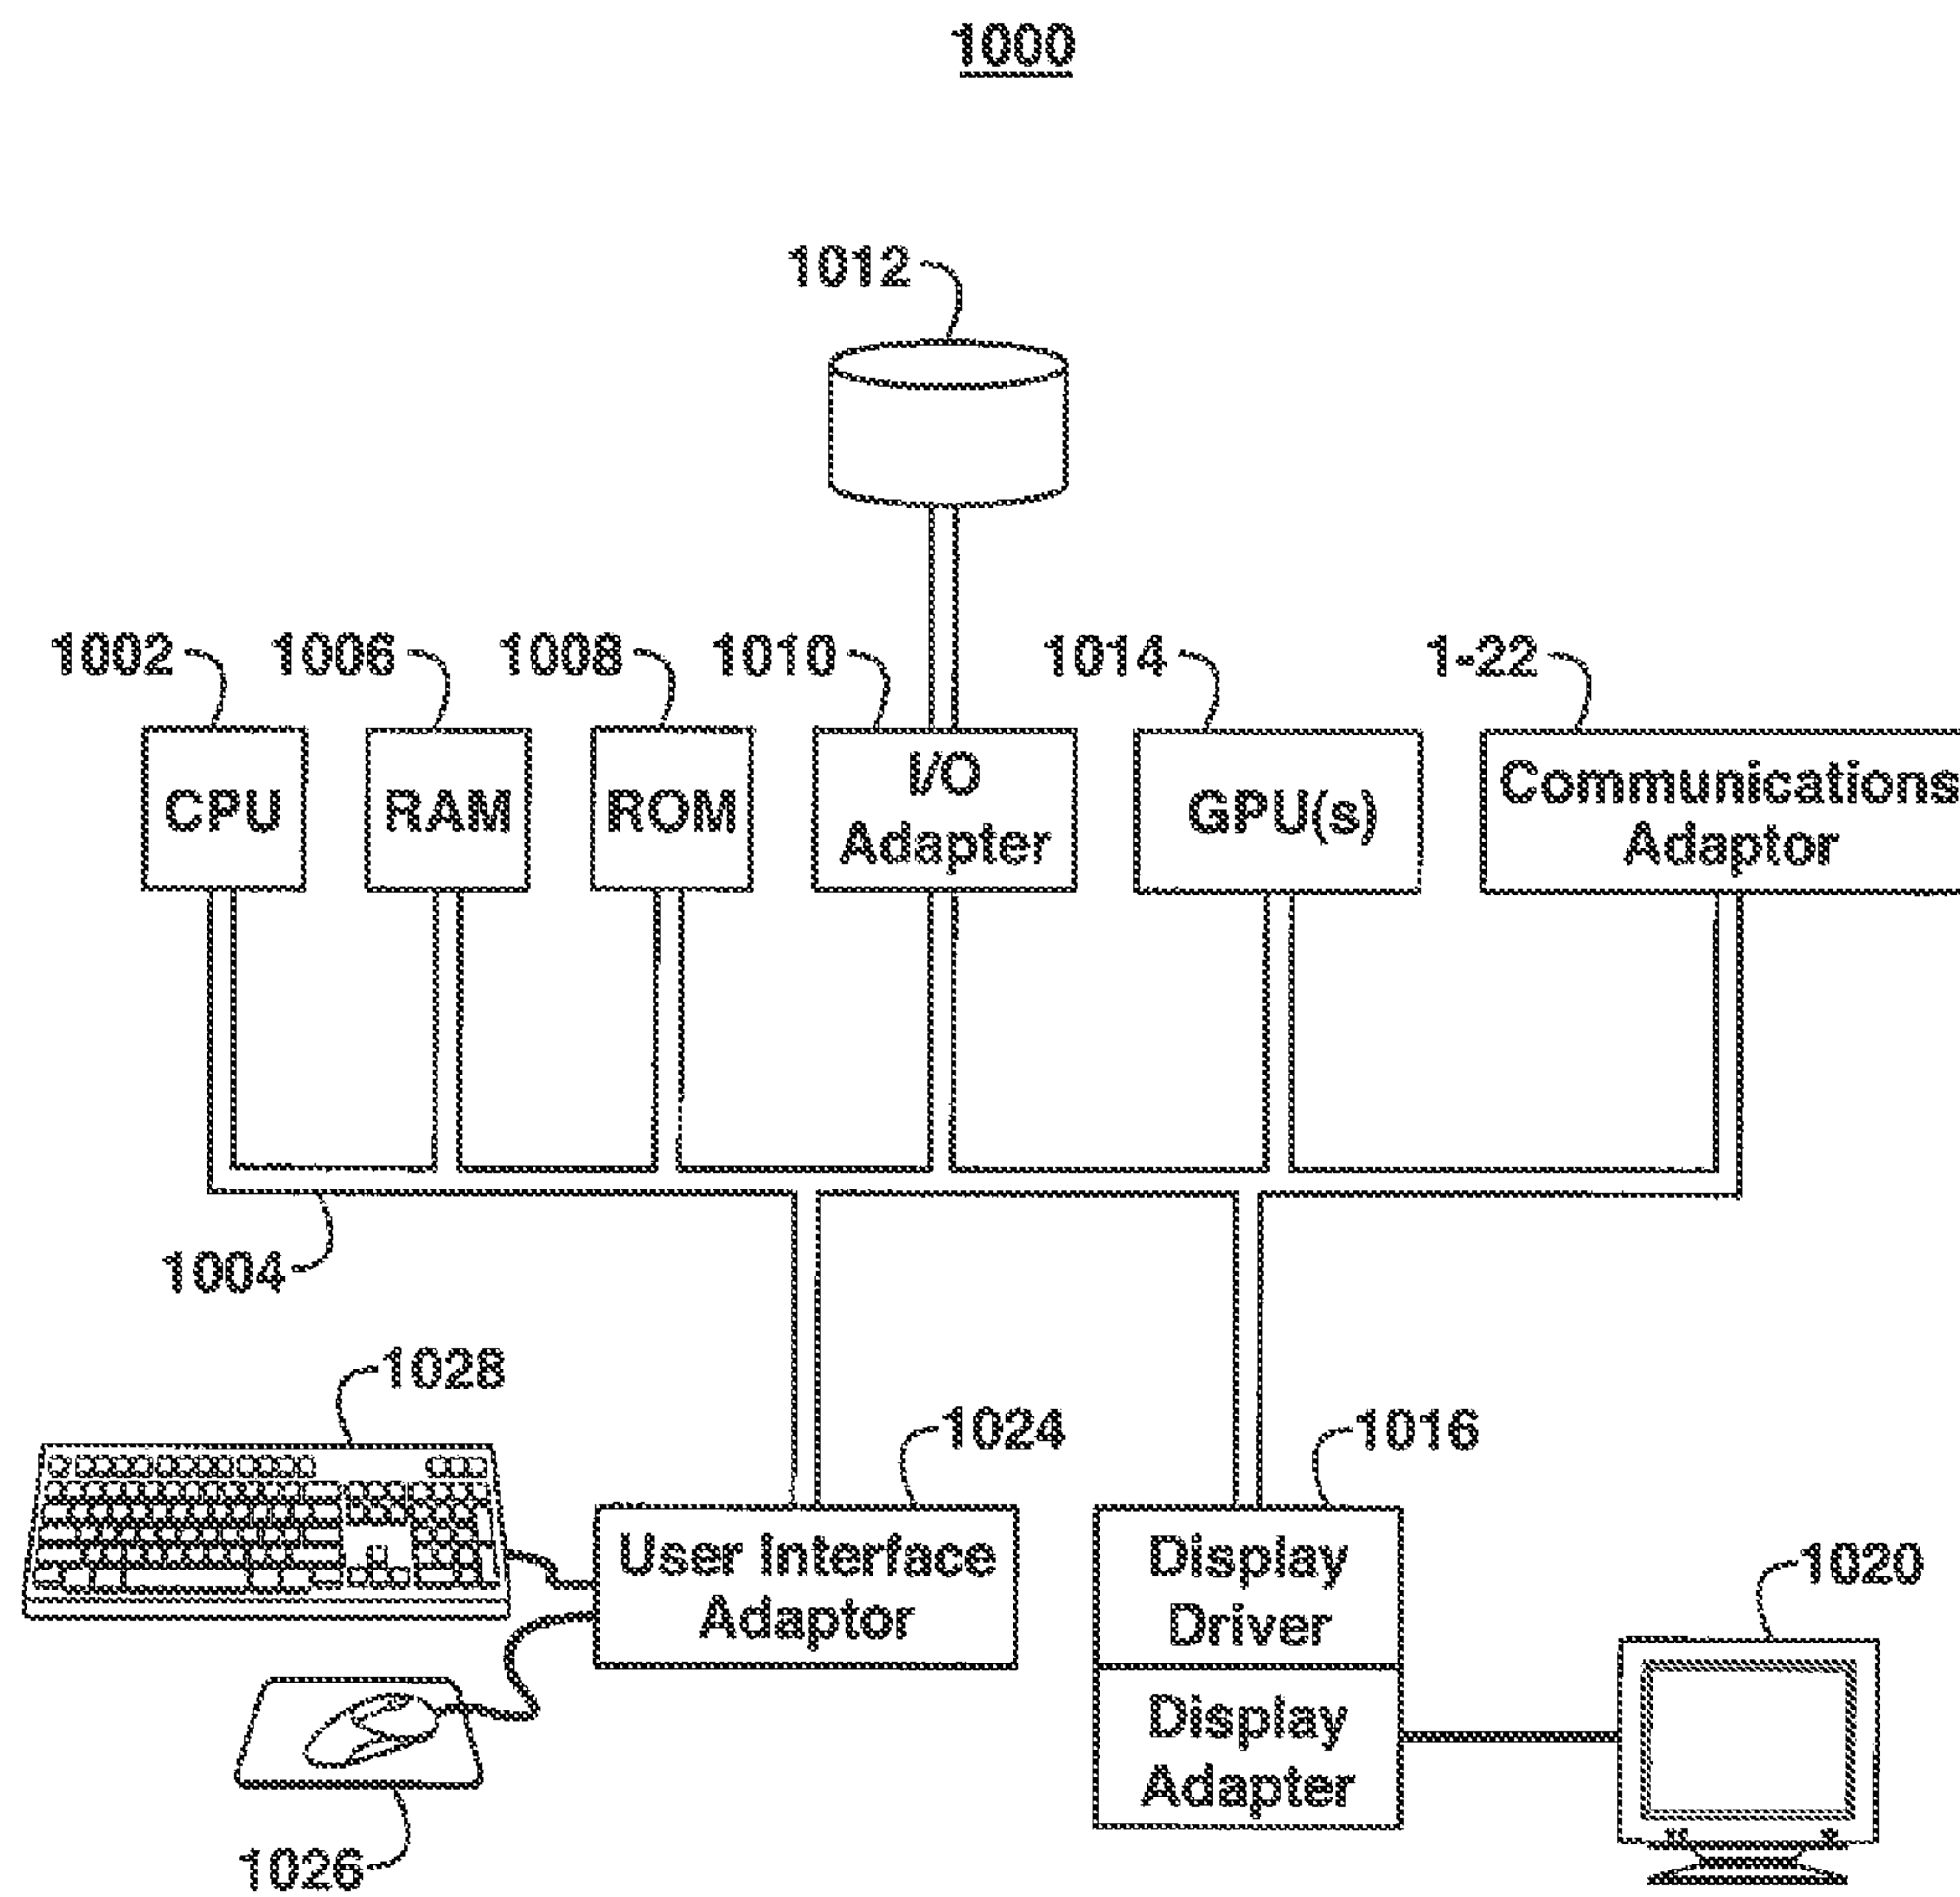 1000
1012
1002
1006
1008
1010
1014
1-22
CPU
RAM
ROM
I/O
Adapter
GPU(s)
Communications
Adaptor
1004
1028
1024
1016
User Interface
Adaptor
Display
Driver
1020
Display
Adapter
1026